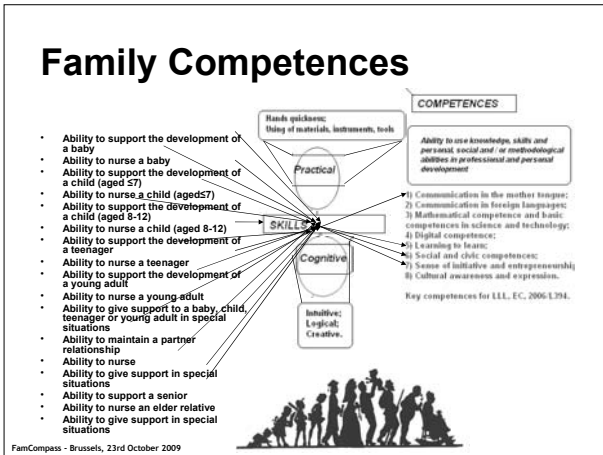 Family Competences
• Ability to support the development of
a baby
• Ability to nurse a baby
• Ability to support the development of
a child (aged ≤7)
• Ability to nurse a child (aged≤7)
• Ability to support the development of
a child (aged 8-12)
• Ability to nurse a child (aged 8-12)
• Ability to support the development of
a teenager
• Ability to nurse a teenager
• Ability to support the development of
a young adult
• Ability to nurse a young adult
• Ability to give support to a baby, child,
teenager or young adult in special
situations
• Ability to maintain a partner
relationship
• Ability to nurse
• Ability to give support in special
situations
• Ability to support a senior
• Ability to nurse an elder relative
• Ability to give support in special
situations
Hands quickness;
Using of materials, instruments, tools
Practical
SKILLS
Cognitive
Intuitive;
Logical;
Creative.
COMPETENCES
Ability to use knowledge, skills and
personal, social and / or methodological
abilities in professional and personal
development
1) Communication in the mother tongue;
2) Communication in foreign languages;
3) Mathematical competence and basic
competences in science and technology;
4) Digital competence;
5) Learning to learn;
6) Social and civic competences;
7) Sense of initiative and entrepreneurship;
8) Cultural awareness and expression.
Key competences for LLL, EC, 2006/L394.
FamCompass - Brussels, 23rd October 2009